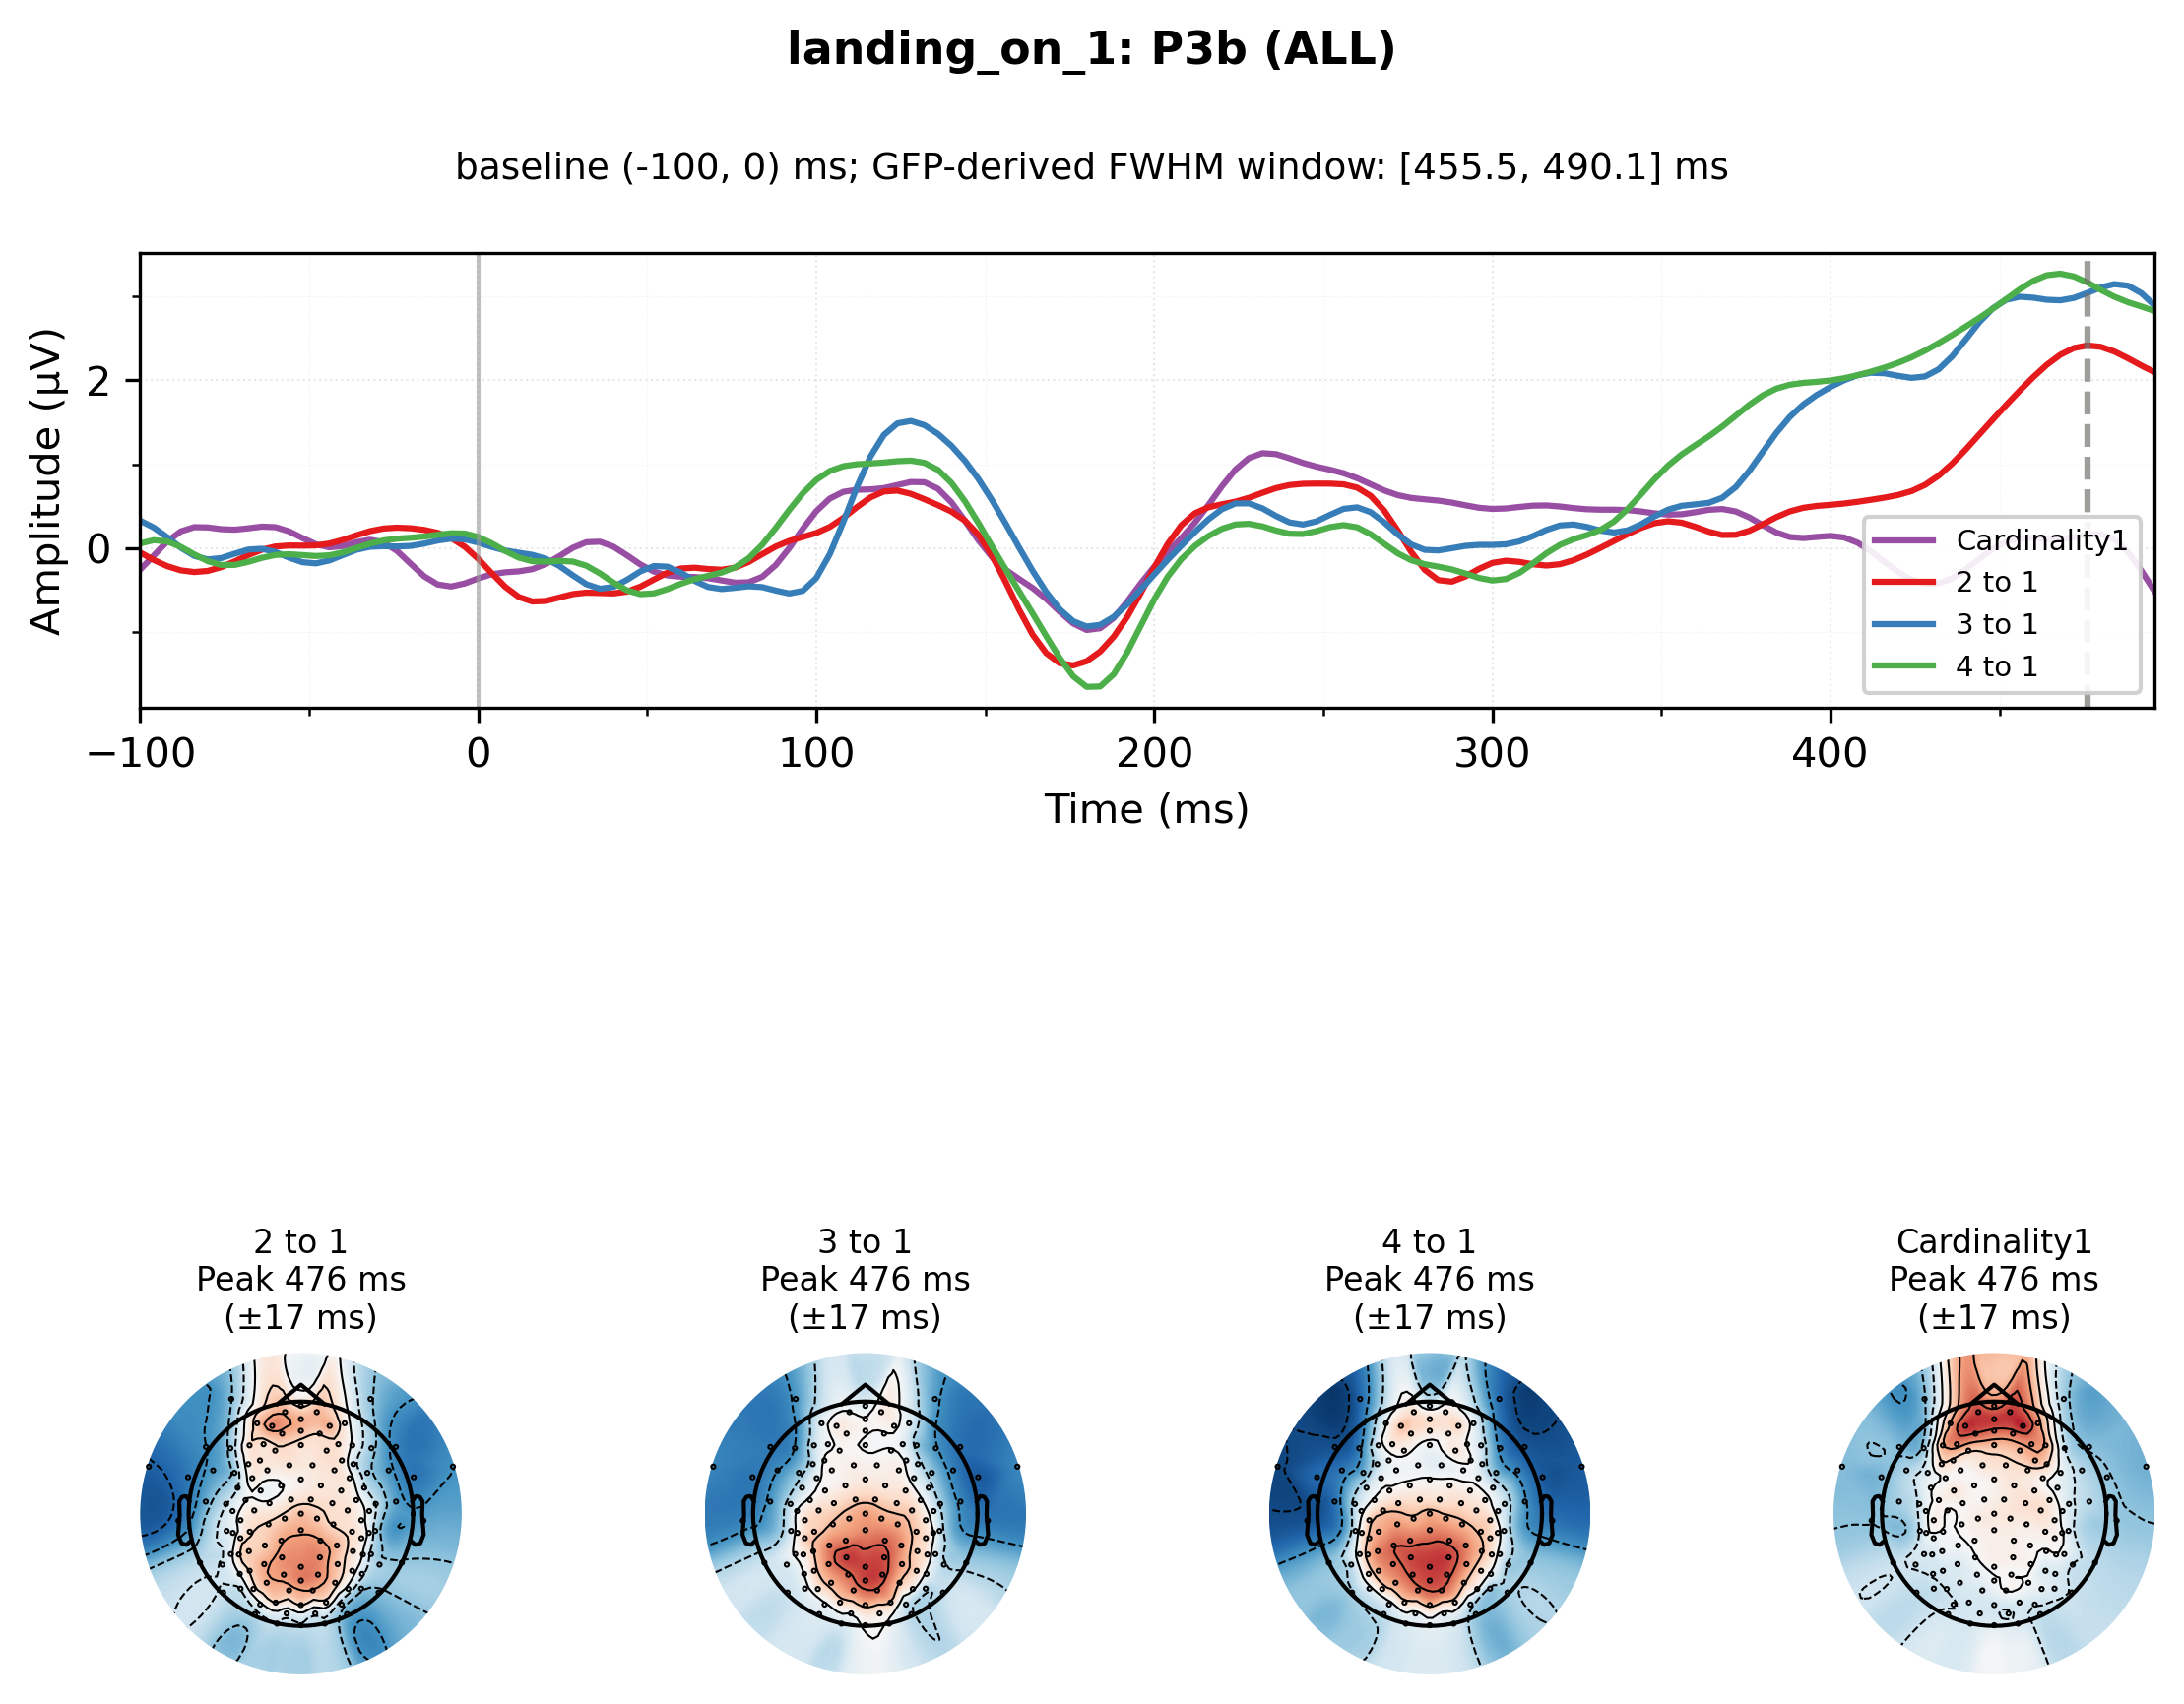 landing_on_1: P3b (ALL)
baseline (-100, 0) ms; GFP-derived FWHM window: [455.5, 490.1] ms
Amplitude (µV)
2
0
Cardinality1
2 to 1
3 to 1
4 to 1
−100
0
100
200
300
400
Time (ms)
2 to 1
Peak 476 ms
(±17 ms)
3 to 1
Peak 476 ms
(±17 ms)
4 to 1
Peak 476 ms
(±17 ms)
Cardinality1
Peak 476 ms
(±17 ms)